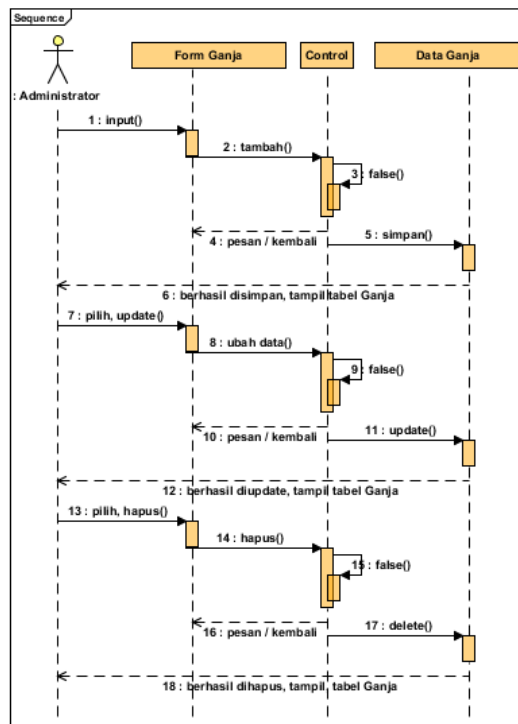 Sequence
Form Ganja
Control
Data Ganja
: Administrator
1 : input()
2 : tambah()
3 : false()
4 : pesan / kembali
5 : simpan()
6 : berhasil disimpan, tampil tabel Ganja
7 : pilih, update()
8 : ubah data()
9 : false()
10 : pesan / kembali
11 : update()
12 : berhasil diupdate, tampil tabel Ganja
13 : pilih, hapus()
14 : hapus()
15 : false()
16 : pesan / kembali
17 : delete()
18 : berhasil dihapus, tampil, tabel Ganja